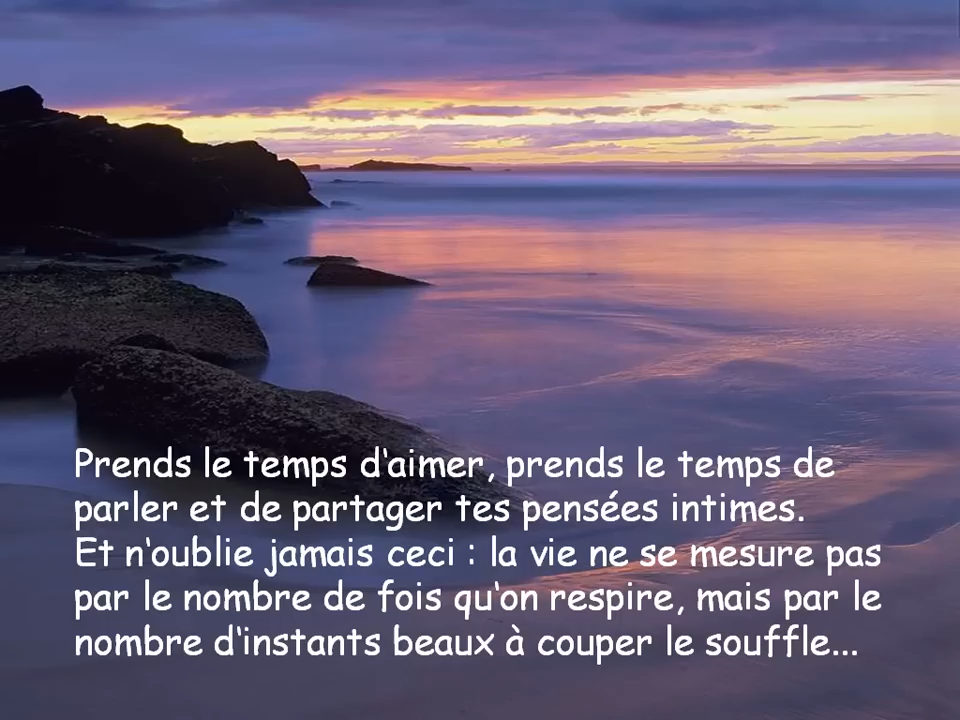 Prends le temps d'aimer, prends le temps de
parler et de partager tes pensées intimes.
Et n'oublie jamais ceci : la vie ne se mesure pas
par le nombre de fois qu'on respire, mais par le
nombre d'instants beaux à couper le souffle...